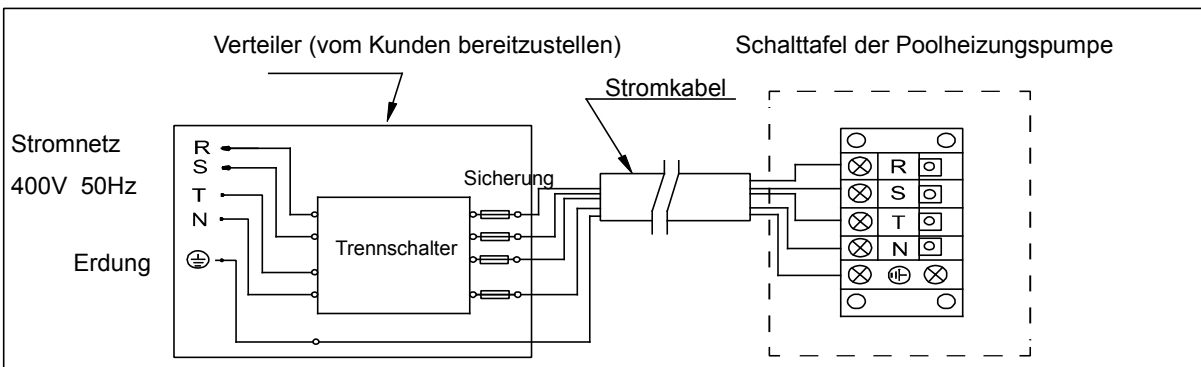 Verteiler (vom Kunden bereitzustellen)
Schalttafel der Poolheizungspumpe
Stromkabel
Stromnetz
400V 50Hz
Erdung
R
S
T
N
Trennschalter
Sicherung
R
S
T
N